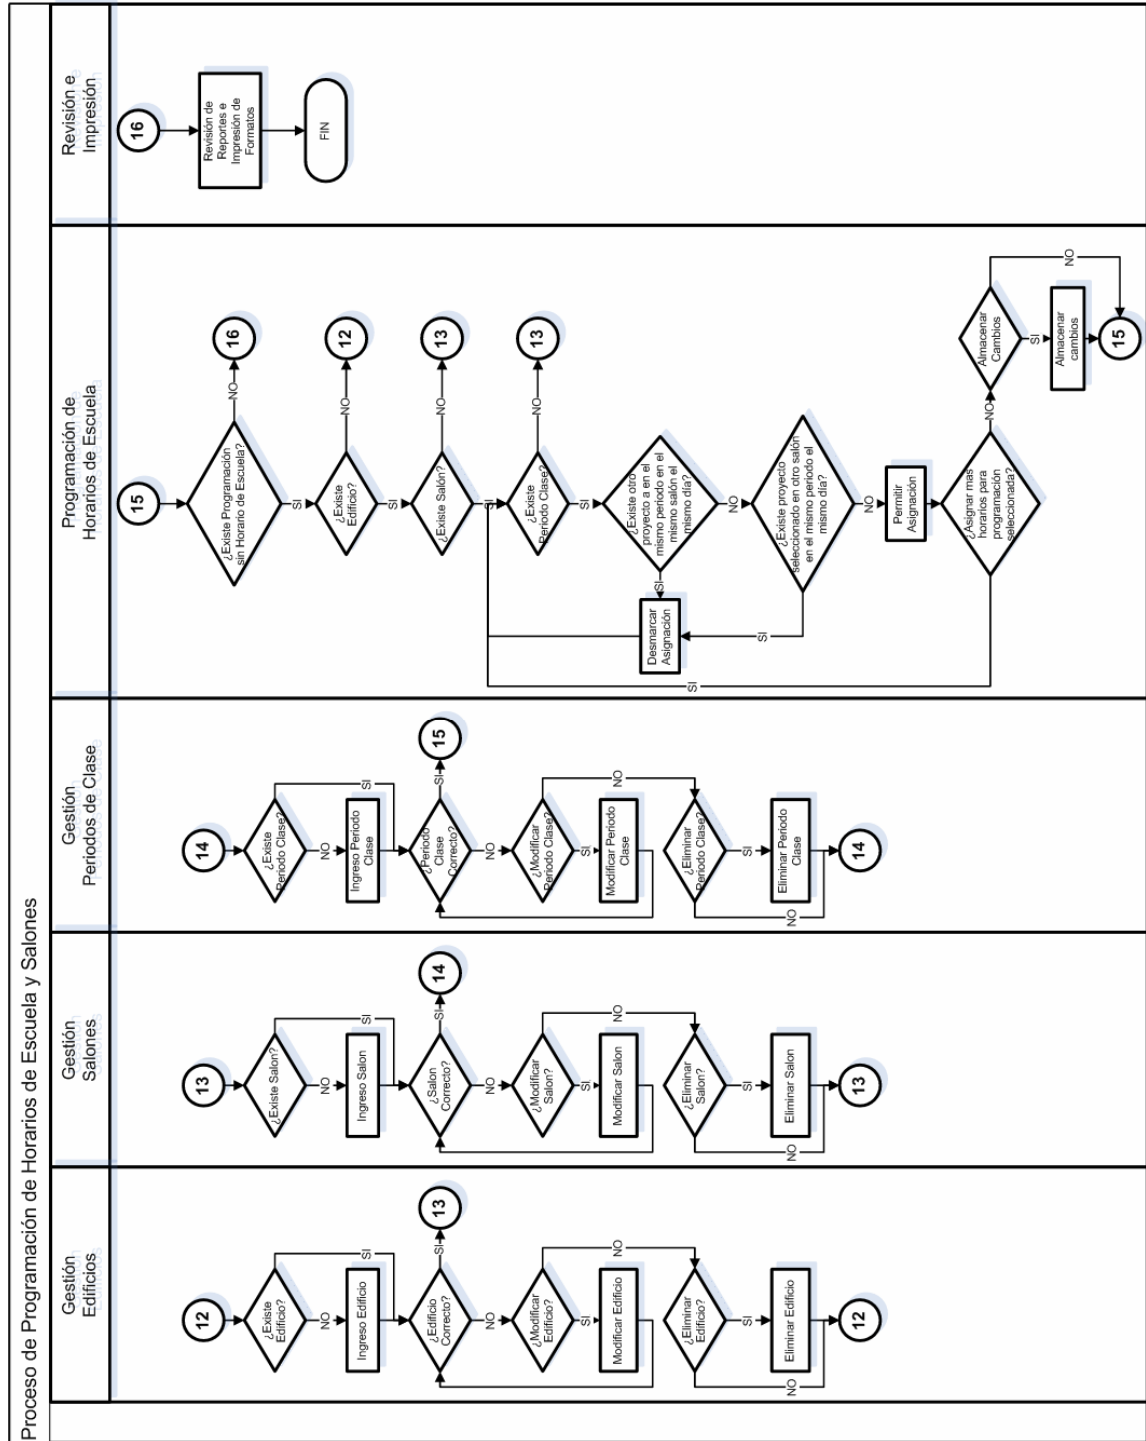 Proceso de Programación de Horarios de Escuela y Salones
Gestión
Edificios
12
¿Existe
Edificio?
SI
NO
Ingreso Edificio
¿Edificio
Correcto?
SI
13
NO
¿Modificar
Edificio?
NO
SI
Modificar Edificio
¿Eliminar
Edificio?
SI
NO
Eliminar Edificio
12
Gestión
Salones
13
¿Existe Salon?
SI
NO
Ingreso Salon
¿Salon
Correcto?
SI
14
NO
¿Modificar
Salon?
NO
SI
Modificar Salon
¿Eliminar
Salon?
SI
NO
Eliminar Salon
13
Gestión
Periodos de Clase
14
¿Existe
Periodo Clase?
SI
NO
Ingreso Periodo
Clase
¿Periodo
Clase
Correcto?
SI
15
NO
¿Modificar
Periodo Clase?
NO
SI
Modificar Periodo
Clase
¿Eliminar
Periodo Clase?
SI
NO
Eliminar Periodo
Clase
14
Programación de
Horarios de Escuela
15
¿Existe Programación
sin Horario de Escuela?
NO
16
SI
¿Existe
Edificio?
NO
12
SI
¿Existe Salón?
NO
13
SI
¿Existe
Periodo Clase?
NO
13
SI
¿Existe otro
proyecto a en el
mismo periodo en el
mismo salón el
mismo día?
SI
Desmarcar
Asignación
NO
¿Existe proyecto
seleccionado en otro salón
en el mismo periodo el
mismo día?
SI
NO
Permitir
Asignación
¿Asignar mas
horarios para
programación
seleccionada?
SI
NO
Almacenar
Cambios
NO
SI
Almacenar
cambios
15
Revisión e
Impresión
16
Revisión de
Reportes e
Impresión de
Formatos
FIN